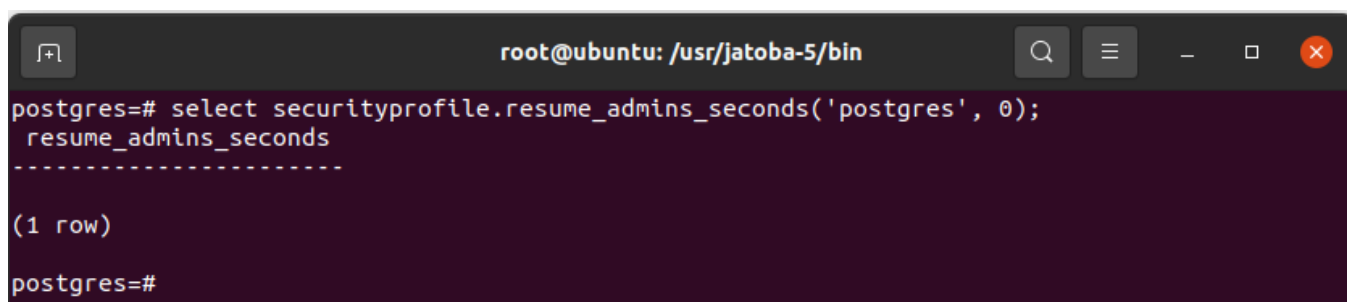 root@ubuntu: /usr/jatoba-5/bin
postgres=# select securityprofile.resume_admins_seconds('postgres', 0);
 resume_admins_seconds
-----------------------
(1 row)
postgres=#